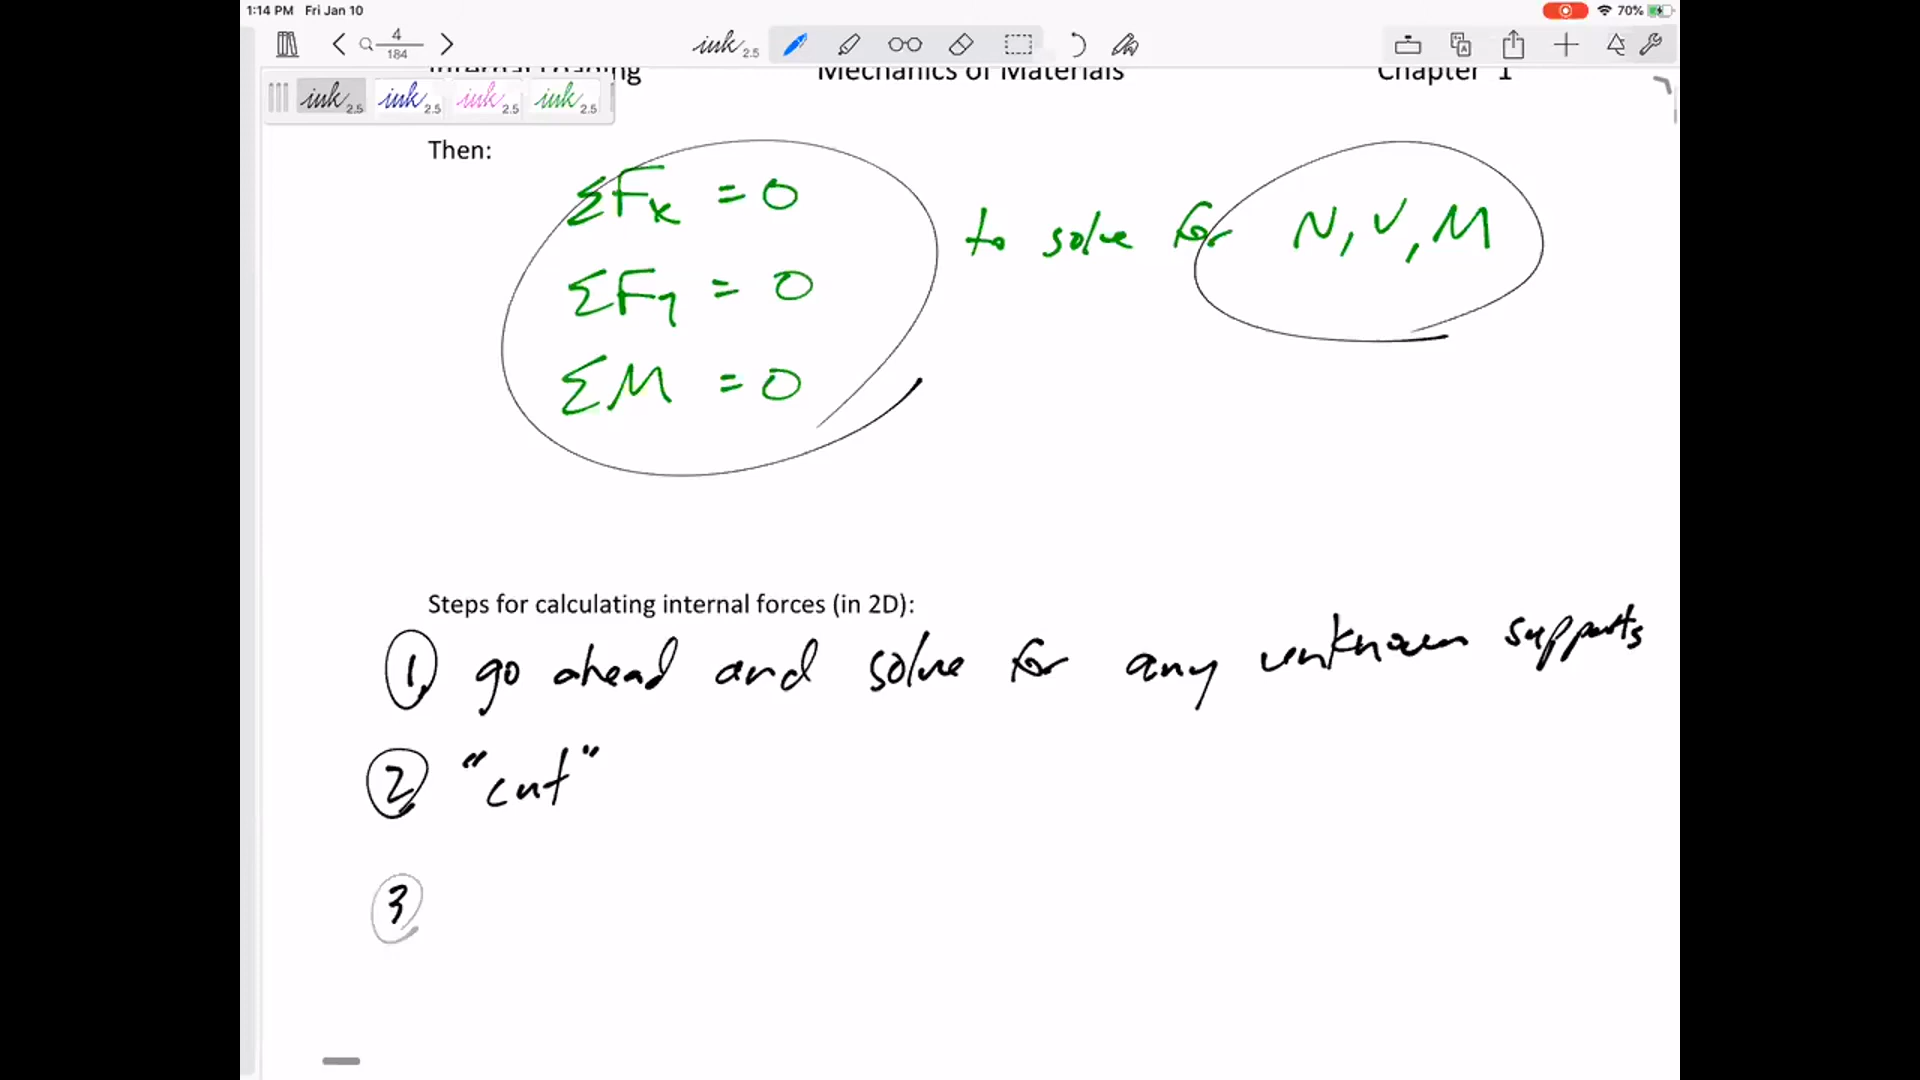 1:14 PM Fri Jan 10
70%
4
184
ink 2.5
ink 2.5 ink 2.5 ink 2.5 ink 2.5
Internal Loading Mechanics of Materials Chapter 1
Then:
ΣFx = 0
to solve for N, V, M
ΣFy = 0
ΣM = 0
Steps for calculating internal forces (in 2D):
1. go ahead and solve for any unknown supports
2. "cut"
3